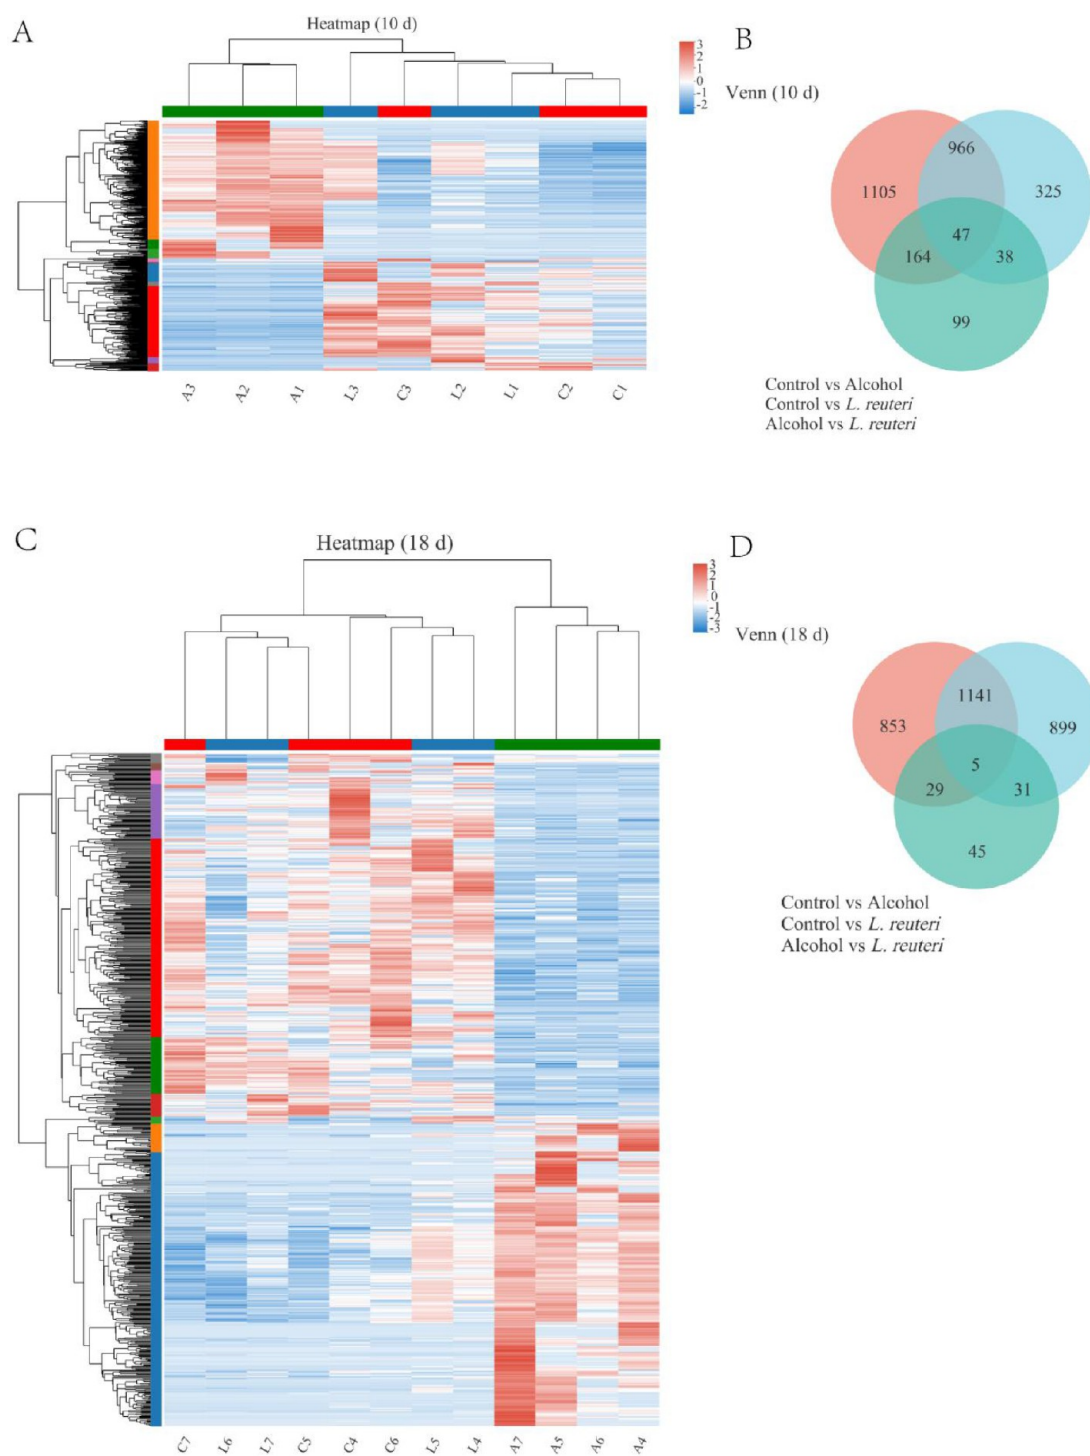 A
Heatmap (10 d)
3
2
1
0
-1
-2
A3 A2 A1 L3 C3 L2 L1 C2 C1
B
Venn (10 d)
966
1105
325
47
164
38
99
Control vs Alcohol
Control vs L. reuteri
Alcohol vs L. reuteri
C
Heatmap (18 d)
3
2
1
0
-1
-2
-3
C7 L6 L7 C5 C4 C6 L5 L4 A7 A5 A6 A4
D
Venn (18 d)
1141
853
899
5
29
31
45
Control vs Alcohol
Control vs L. reuteri
Alcohol vs L. reuteri